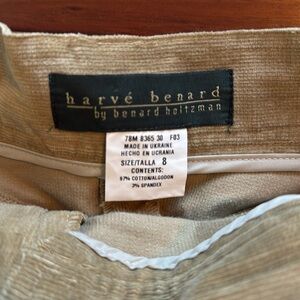 harvé benard
by benard holtzman
78M 8365 30 F03
MADE IN UKRAINE
HECHO EN UCRANIA
SIZE/TALLA 8
CONTENTS:
97% COTTON/ALGODON
3% SPANDEX